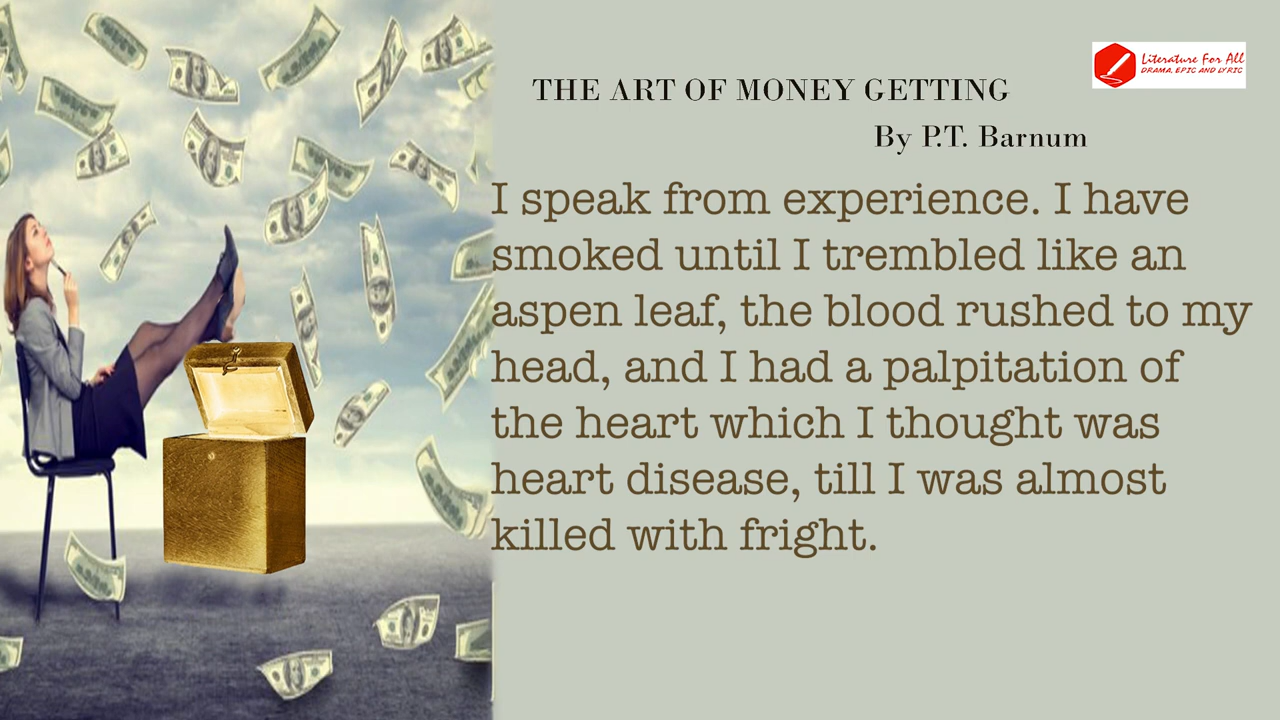 Literature For All
DRAMA, EPIC AND LYRIC
THE ART OF MONEY GETTING
By P.T. Barnum
I speak from experience. I have
smoked until I trembled like an
aspen leaf, the blood rushed to my
head, and I had a palpitation of
the heart which I thought was
heart disease, till I was almost
killed with fright.